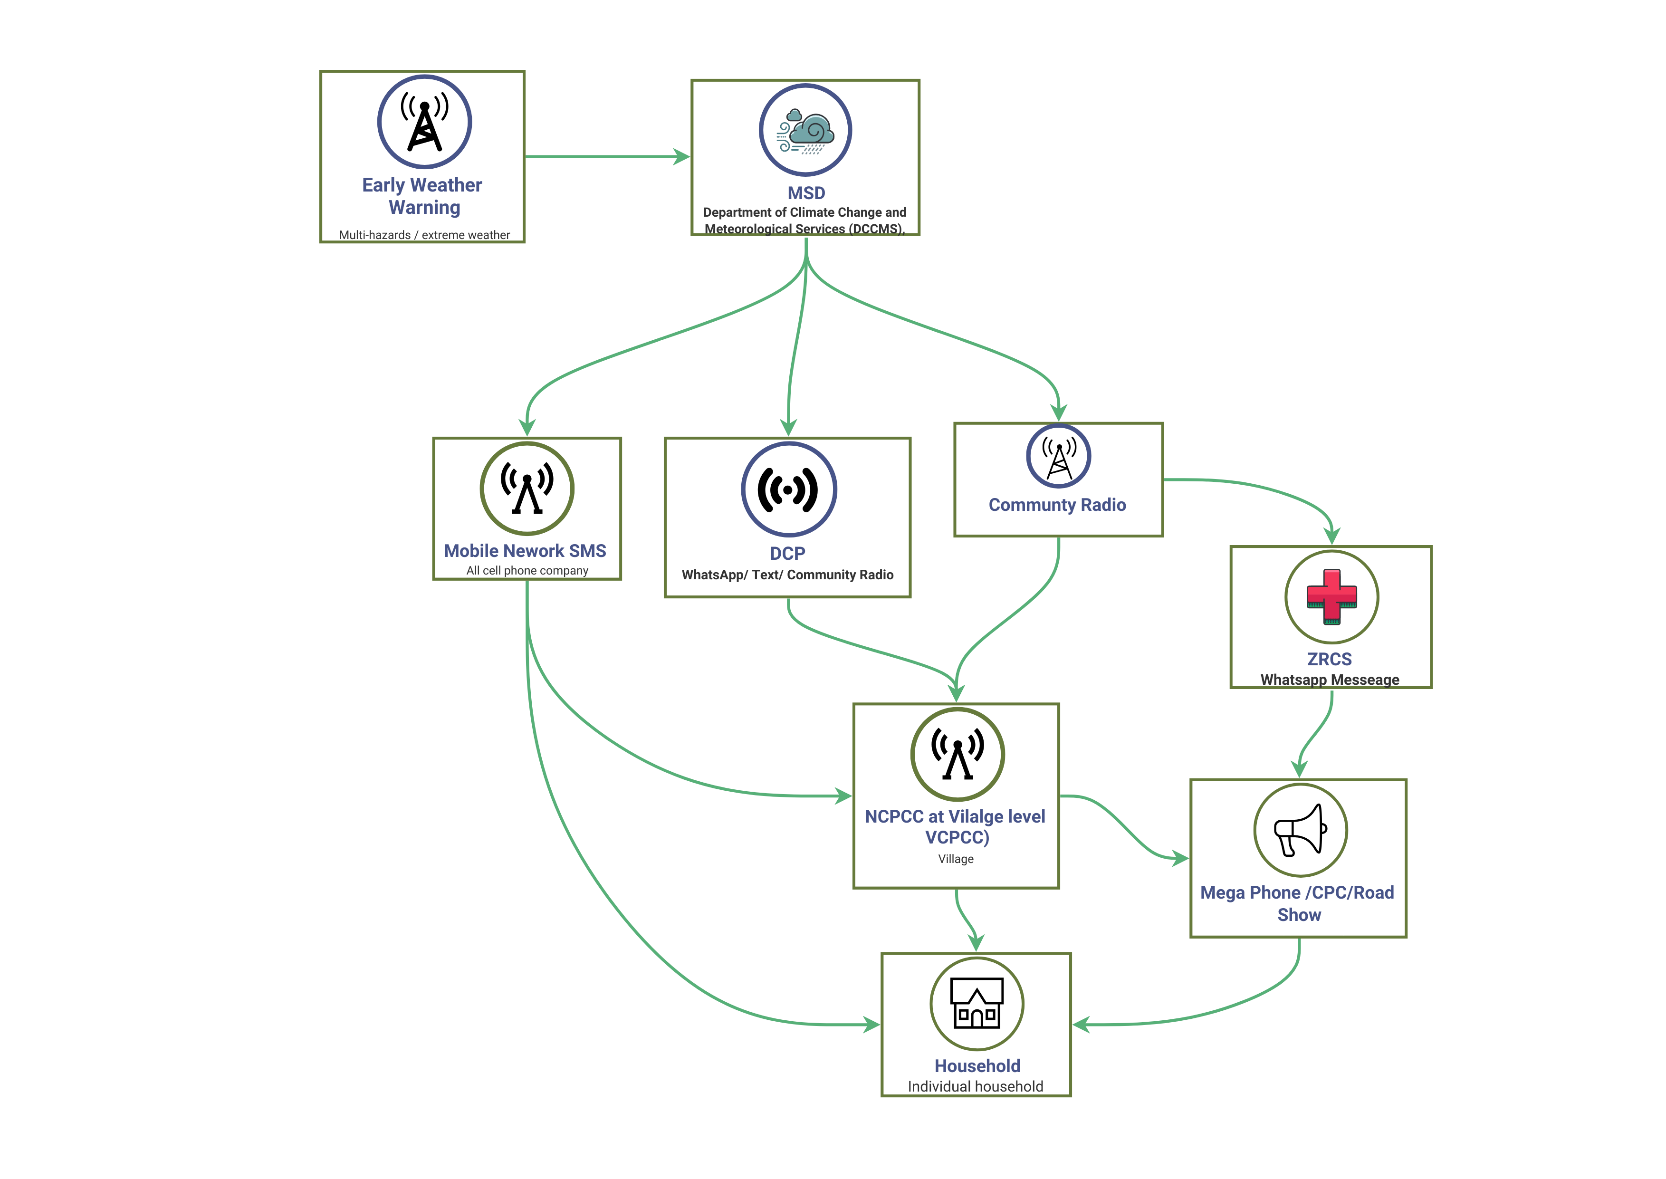 Early Weather
Warning
Multi-hazards / extreme weather
MSD
Department of Climate Change and
Meteorological Services (DCCMS),
Mobile Nework SMS
All cell phone company
DCP
WhatsApp/ Text/ Community Radio
Communty Radio
ZRCS
Whatsapp Messeage
NCPCC at Vilalge level
VCPCC)
Village
Mega Phone /CPC/Road
Show
Household
Individual household